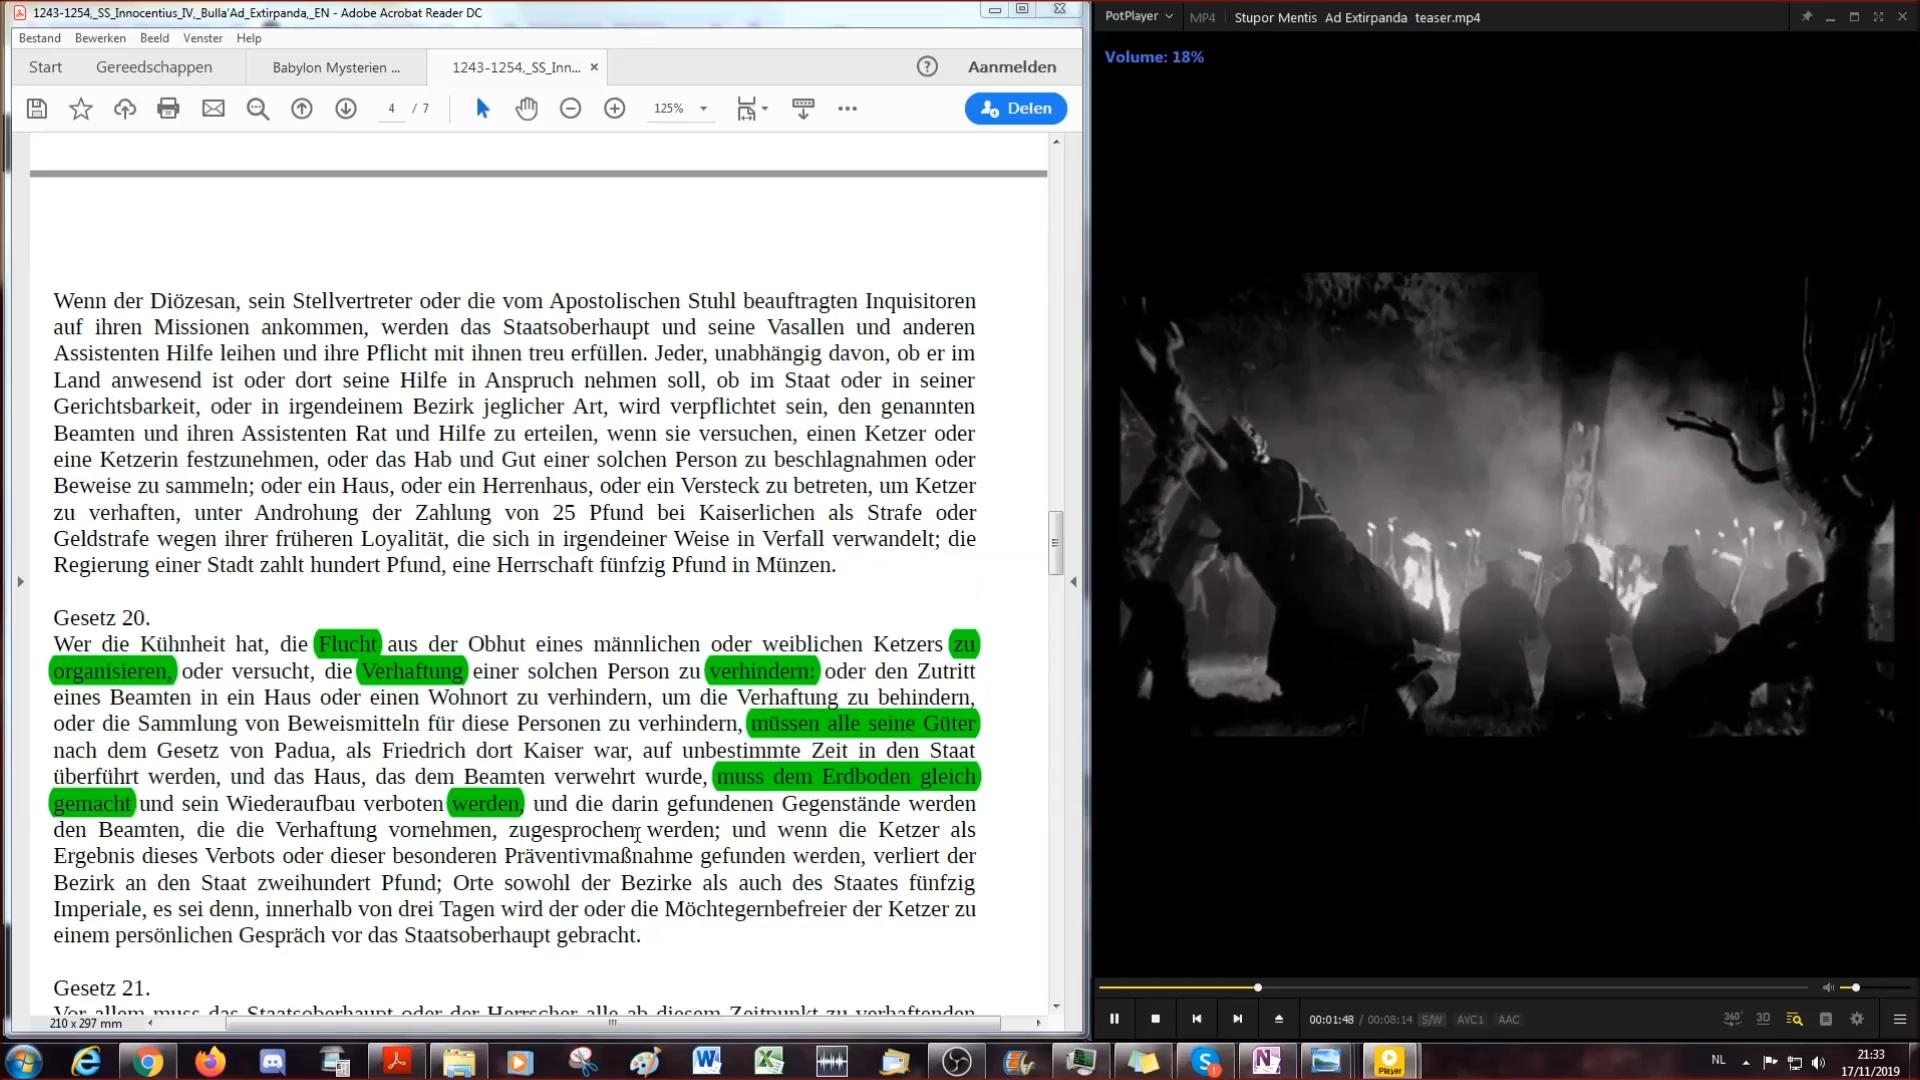 1243-1254,_SS_Innocentius_IV,_Bulla'Ad_Extirpanda,_EN - Adobe Acrobat Reader DC
Bestand Bewerken Beeld Venster Help
Start Gereedschappen Babylon Mysterien ... 1243-1254,_SS_Inn... × Aanmelden
4 / 7 125% Delen
Wenn der Diözesan, sein Stellvertreter oder die vom Apostolischen Stuhl beauftragten Inquisitoren
auf ihren Missionen ankommen, werden das Staatsoberhaupt und seine Vasallen und anderen
Assistenten Hilfe leihen und ihre Pflicht mit ihnen treu erfüllen. Jeder, unabhängig davon, ob er im
Land anwesend ist oder dort seine Hilfe in Anspruch nehmen soll, ob im Staat oder in seiner
Gerichtsbarkeit, oder in irgendeinem Bezirk jeglicher Art, wird verpflichtet sein, den genannten
Beamten und ihren Assistenten Rat und Hilfe zu erteilen, wenn sie versuchen, einen Ketzer oder
eine Ketzerin festzunehmen, oder das Hab und Gut einer solchen Person zu beschlagnahmen oder
Beweise zu sammeln; oder ein Haus, oder ein Herrenhaus, oder ein Versteck zu betreten, um Ketzer
zu verhaften, unter Androhung der Zahlung von 25 Pfund bei Kaiserlichen als Strafe oder
Geldstrafe wegen ihrer früheren Loyalität, die sich in irgendeiner Weise in Verfall verwandelt; die
Regierung einer Stadt zahlt hundert Pfund, eine Herrschaft fünfzig Pfund in Münzen.
Gesetz 20.
Wer die Kühnheit hat, die Flucht aus der Obhut eines männlichen oder weiblichen Ketzers zu
organisieren, oder versucht, die Verhaftung einer solchen Person zu verhindern: oder den Zutritt
eines Beamten in ein Haus oder einen Wohnort zu verhindern, um die Verhaftung zu behindern,
oder die Sammlung von Beweismitteln für diese Personen zu verhindern, müssen alle seine Güter
nach dem Gesetz von Padua, als Friedrich dort Kaiser war, auf unbestimmte Zeit in den Staat
überführt werden, und das Haus, das dem Beamten verwehrt wurde, muss dem Erdboden gleich
gemacht und sein Wiederaufbau verboten werden, und die darin gefundenen Gegenstände werden
den Beamten, die die Verhaftung vornehmen, zugesprochen werden; und wenn die Ketzer als
Ergebnis dieses Verbots oder dieser besonderen Präventivmaßnahme gefunden werden, verliert der
Bezirk an den Staat zweihundert Pfund; Orte sowohl der Bezirke als auch des Staates fünfzig
Imperiale, es sei denn, innerhalb von drei Tagen wird der oder die Möchtegernbefreier der Ketzer zu
einem persönlichen Gespräch vor das Staatsoberhaupt gebracht.
Gesetz 21.
Vor allem muss das Staatsoberhaupt oder der Herrscher alle ab diesem Zeitpunkt zu verhaftenden
210 x 297 mm
PotPlayer MP4 Stupor Mentis Ad Extirpanda teaser.mp4
Volume: 18%
00:01:48 / 00:08:14 S/W AVC1 AAC
360° 3D
Player
NL 21:33
17/11/2019